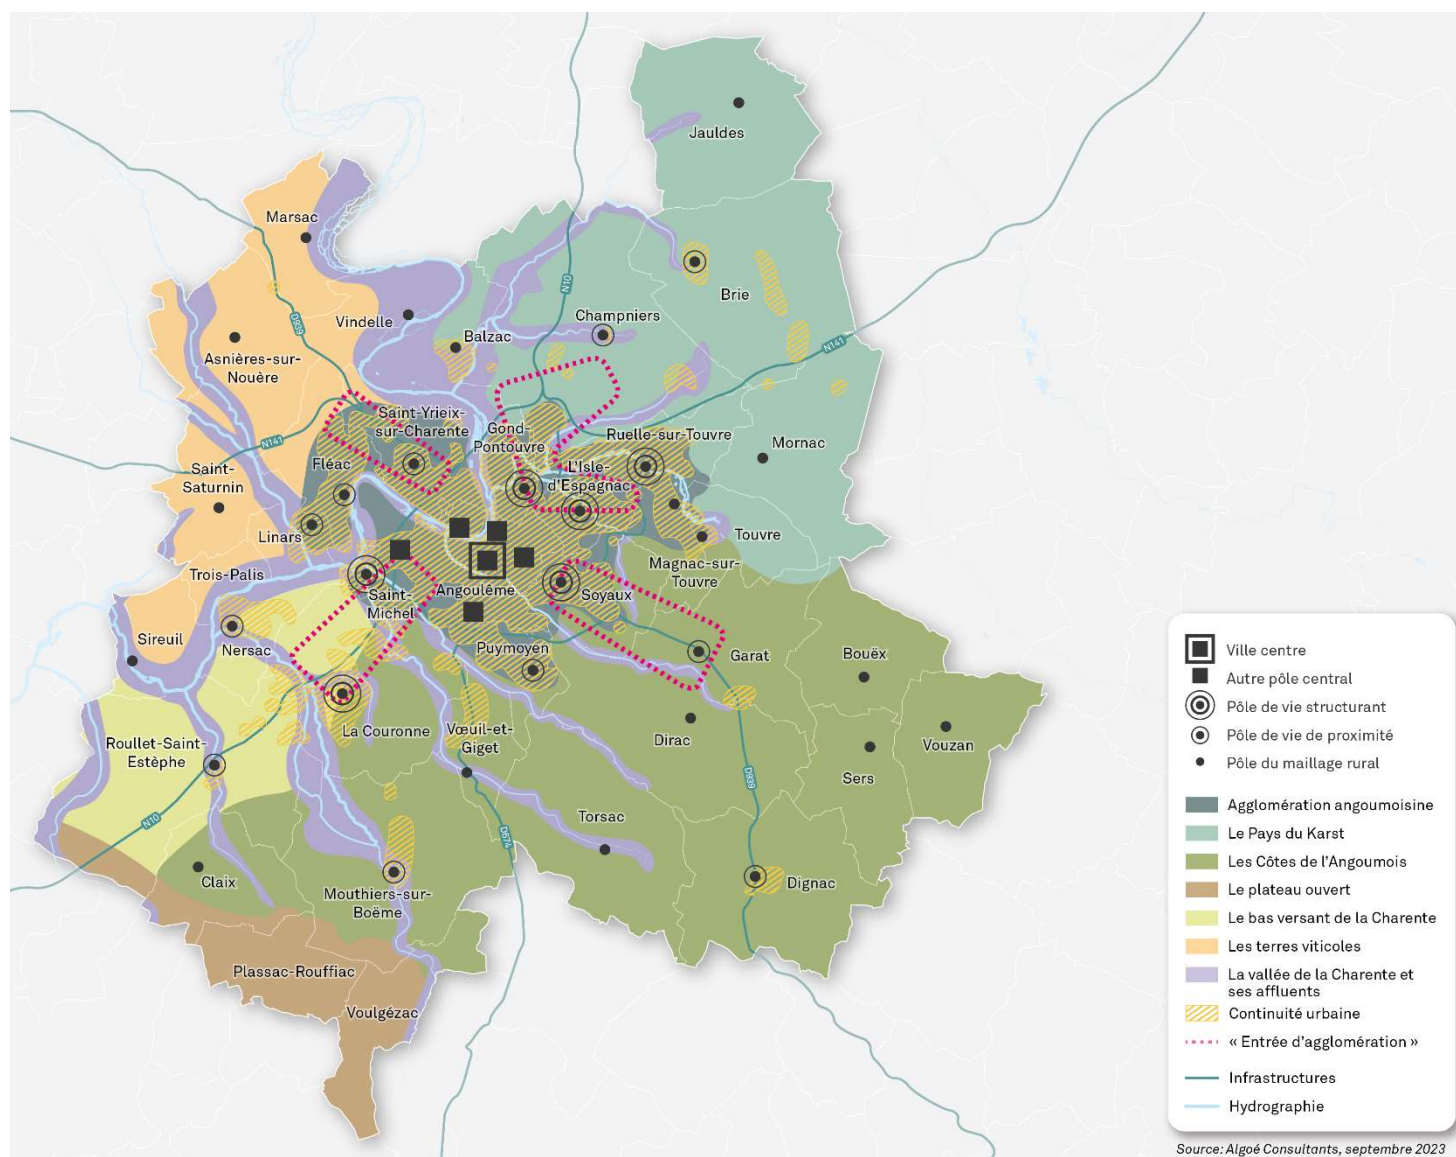 Jauldes
Marsac
Brie
N10
D939
Vindelle
Champniers
Balzac
N141
Asnières-sur-
Nouère
Saint-Yrieix-
sur-Charente
Gond-
Pontouvre
Ruelle-sur-Touvre
Mornac
N141
Fléac
L'Isle-
d'Espagnac
Saint-
Saturnin
Linars
Touvre
Magnac-sur-
Touvre
Trois-Palis
Angoulême
Soyaux
Saint-
Michel
Sireuil
Nersac
Puymoyen
Garat
Bouëx
La Couronne
Vœuil-et-
Giget
Dirac
Vouzan
Roullet-Saint-
Estèphe
Sers
D939
N10
D674
Torsac
Claix
Mouthiers-sur-
Boëme
Dignac
Plassac-Rouffiac
Voulgézac
Ville centre
Autre pôle central
Pôle de vie structurant
Pôle de vie de proximité
Pôle du maillage rural
Agglomération angoumoisine
Le Pays du Karst
Les Côtes de l'Angoumois
Le plateau ouvert
Le bas versant de la Charente
Les terres viticoles
La vallée de la Charente et
ses affluents
Continuité urbaine
« Entrée d'agglomération »
Infrastructures
Hydrographie
Source: Algoé Consultants, septembre 2023